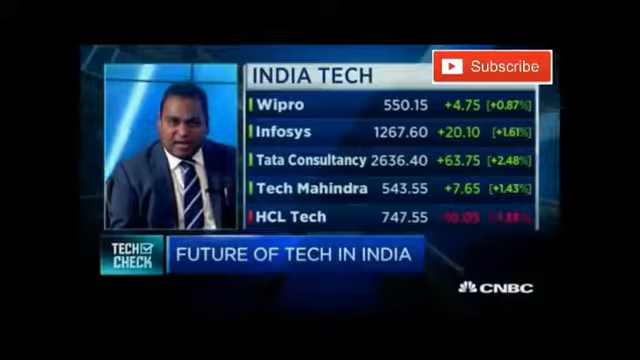 INDIA TECH
Subscribe
Wipro 550.15 +4.75 [+0.87%]
Infosys 1267.60 +20.10 [+1.61%]
Tata Consultancy 2636.40 +63.75 [+2.48%]
Tech Mahindra 543.55 +7.65 [+1.43%]
HCL Tech 747.55
TECH CHECK
FUTURE OF TECH IN INDIA
CNBC